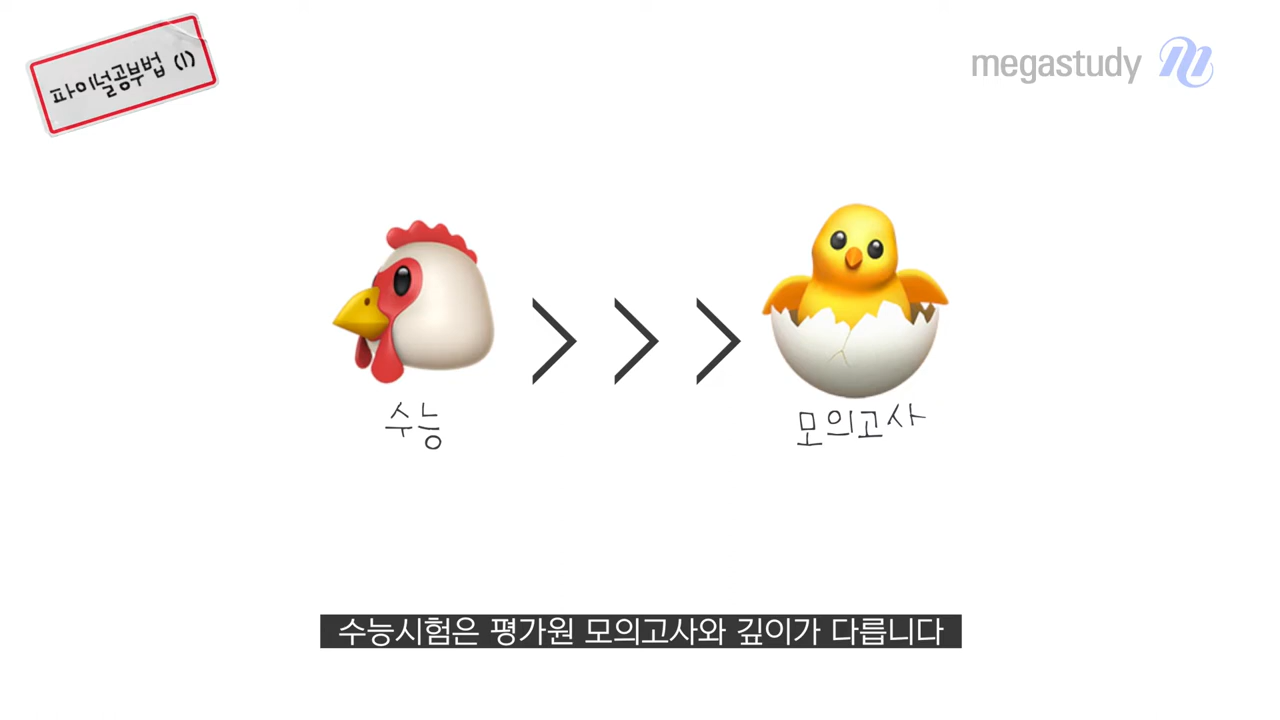 파이널공부법 (1)
megastudy
수능
모의고사
수능시험은 평가원 모의고사와 깊이가 다릅니다